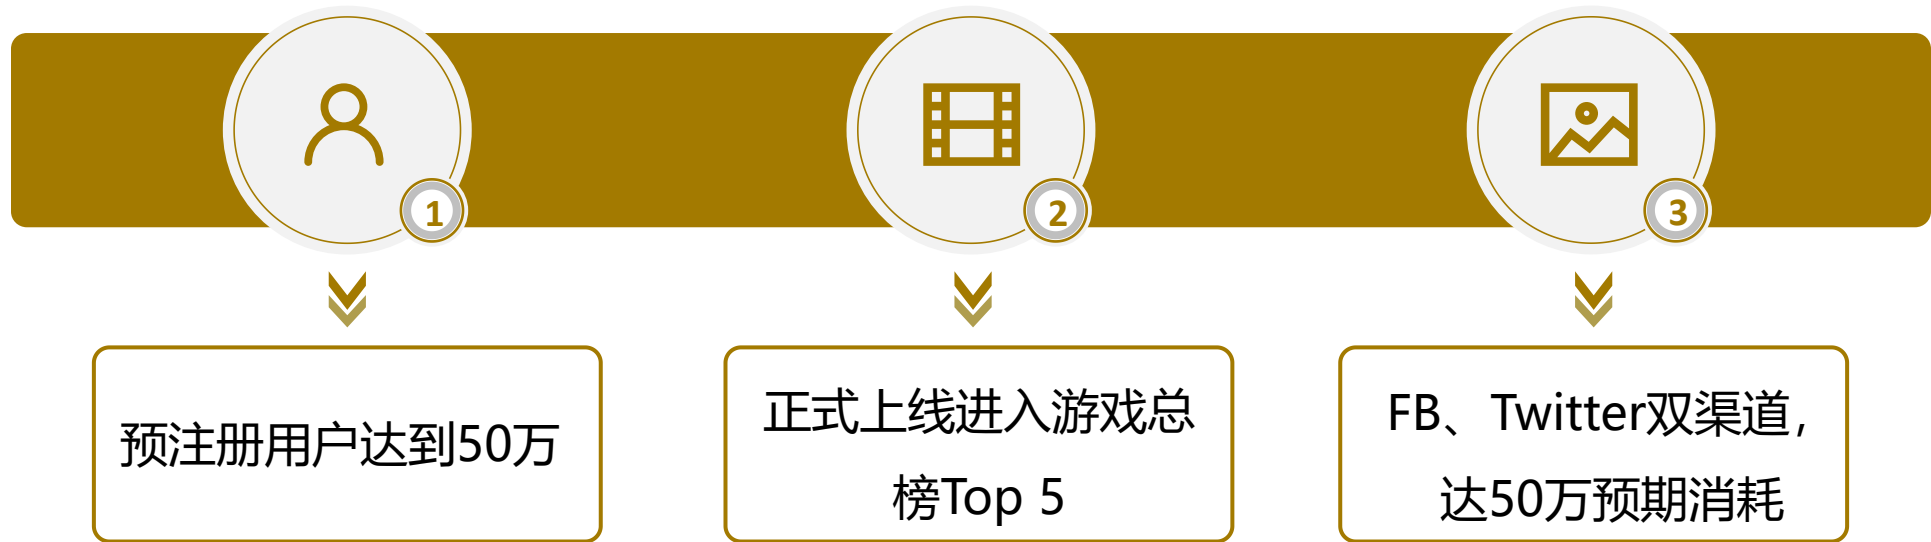 1
2
3
预注册用户达到50万
正式上线进入游戏总
榜Top 5
FB、Twitter双渠道，
达50万预期消耗